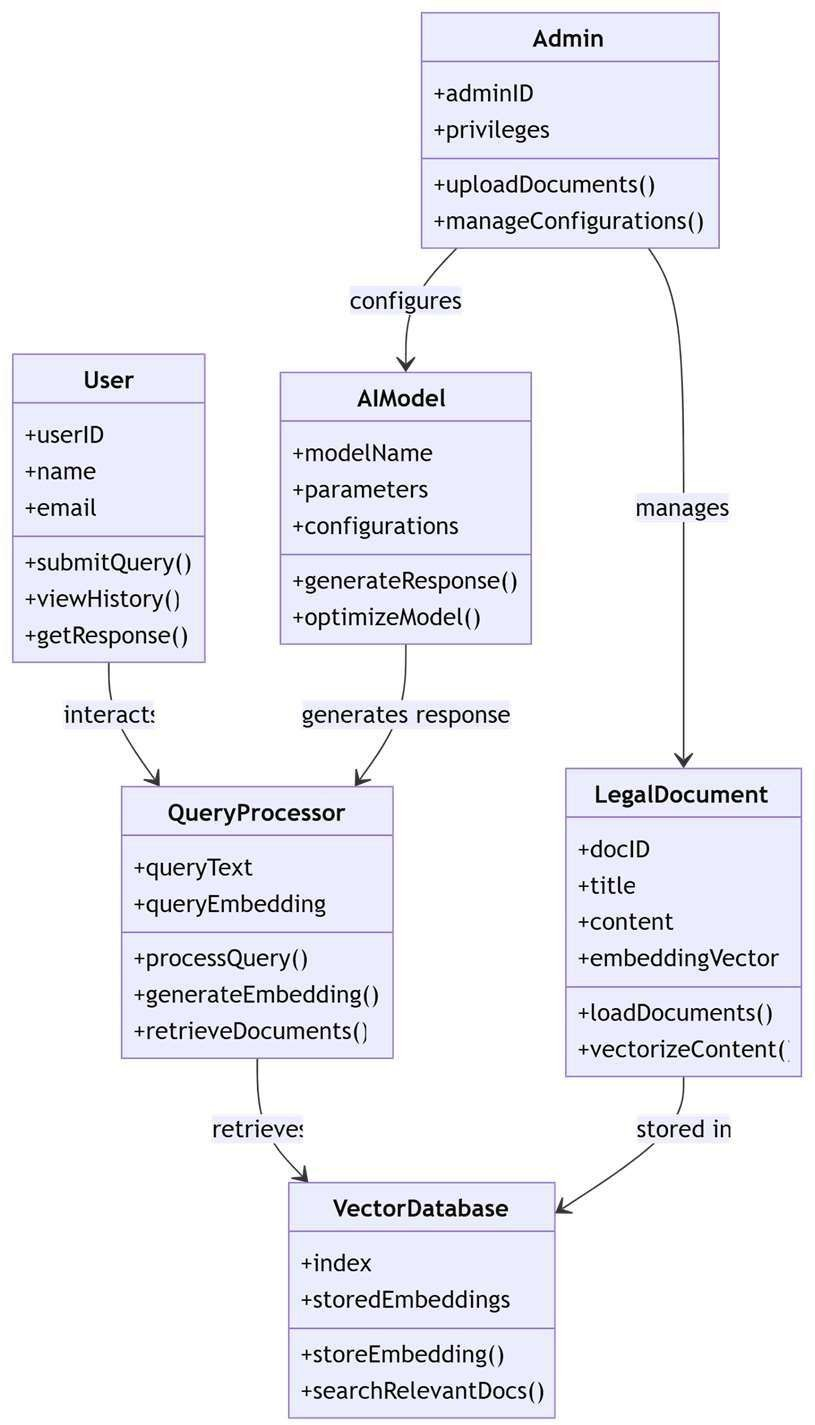 Admin
+adminID
+privileges
+uploadDocuments()
+manageConfigurations()
configures
manages
User
+userID
+name
+email
+submitQuery()
+viewHistory()
+getResponse()
AIModel
+modelName
+parameters
+configurations
+generateResponse()
+optimizeModel()
interacts
generates response
QueryProcessor
+queryText
+queryEmbedding
+processQuery()
+generateEmbedding()
+retrieveDocuments()
LegalDocument
+docID
+title
+content
+embeddingVector
+loadDocuments()
+vectorizeContent()
retrieves
stored in
VectorDatabase
+index
+storedEmbeddings
+storeEmbedding()
+searchRelevantDocs()